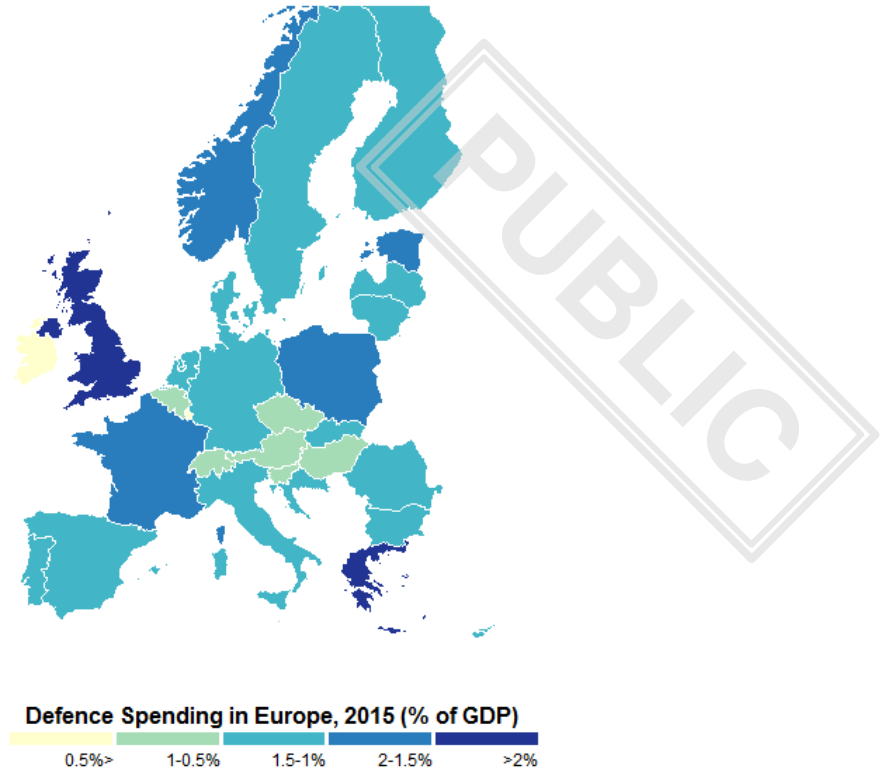 PUBLIC
Defence Spending in Europe, 2015 (% of GDP)
0.5%> 1-0.5% 1.5-1% 2-1.5% >2%